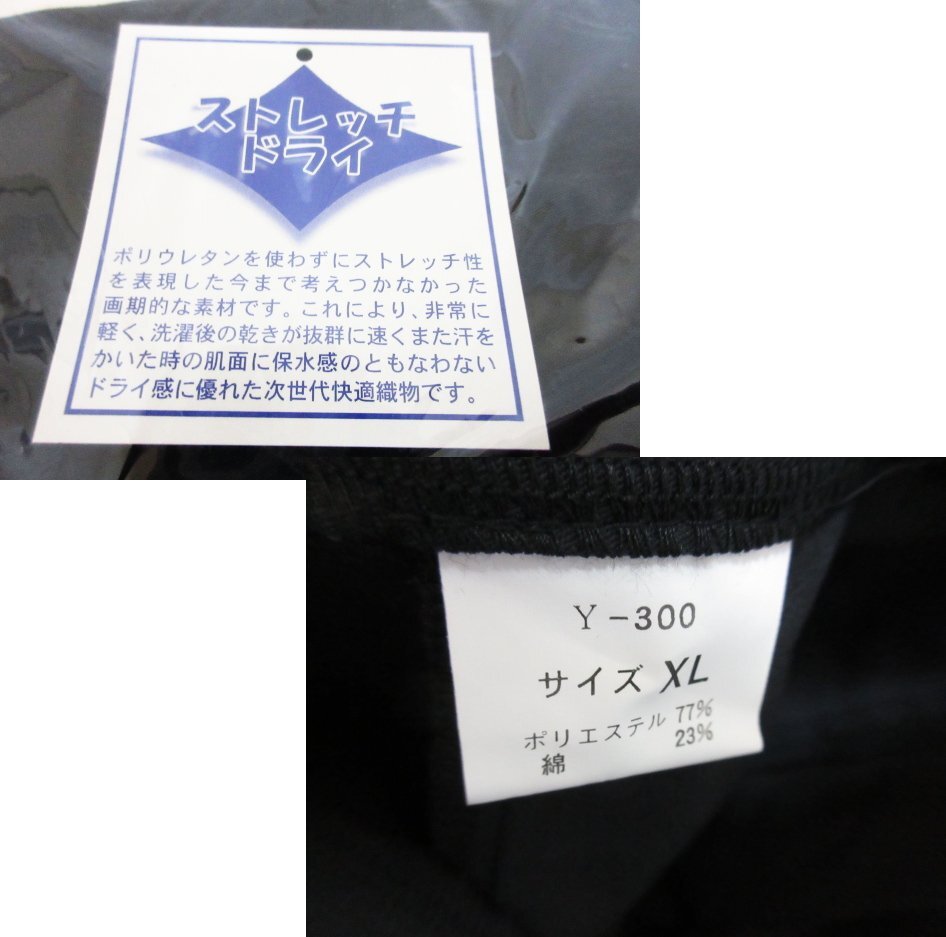 ストレッチ
ドライ
ポリウレタンを使わずにストレッチ性
を表現した今まで考えつかなかった
画期的な素材です。これにより、非常に
軽く、洗濯後の乾きが抜群に速くまた汗を
かいた時の肌面に保水感のともなわない
ドライ感に優れた次世代快適織物です。
Y-300
サイズ XL
ポリエステル 77%
綿 23%